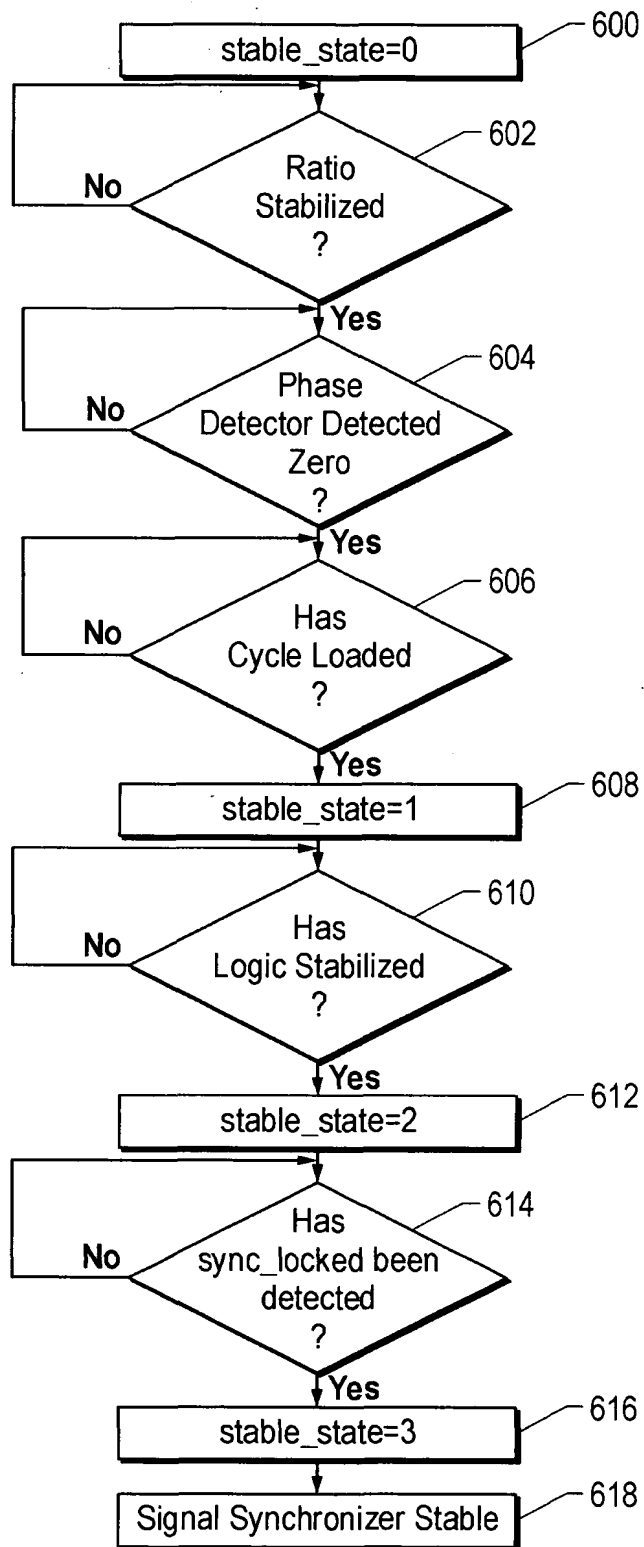 stable_state=0
600
602
Ratio
Stabilized
?
No
Yes
604
Phase
Detector Detected
Zero
?
No
Yes
606
Has
Cycle Loaded
?
No
Yes
stable_state=1
608
610
Has
Logic Stabilized
?
No
Yes
stable_state=2
612
614
Has
sync_locked been
detected
?
No
Yes
stable_state=3
616
Signal Synchronizer Stable
618